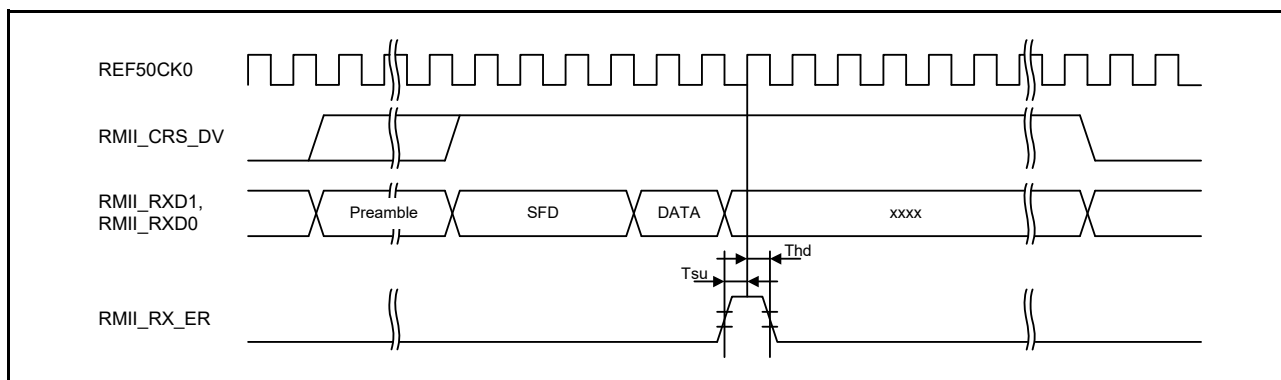 REF50CK0
RMII_CRS_DV
RMII_RXD1,
RMII_RXD0
Preamble
SFD
DATA
xxxx
Thd
Tsu
RMII_RX_ER